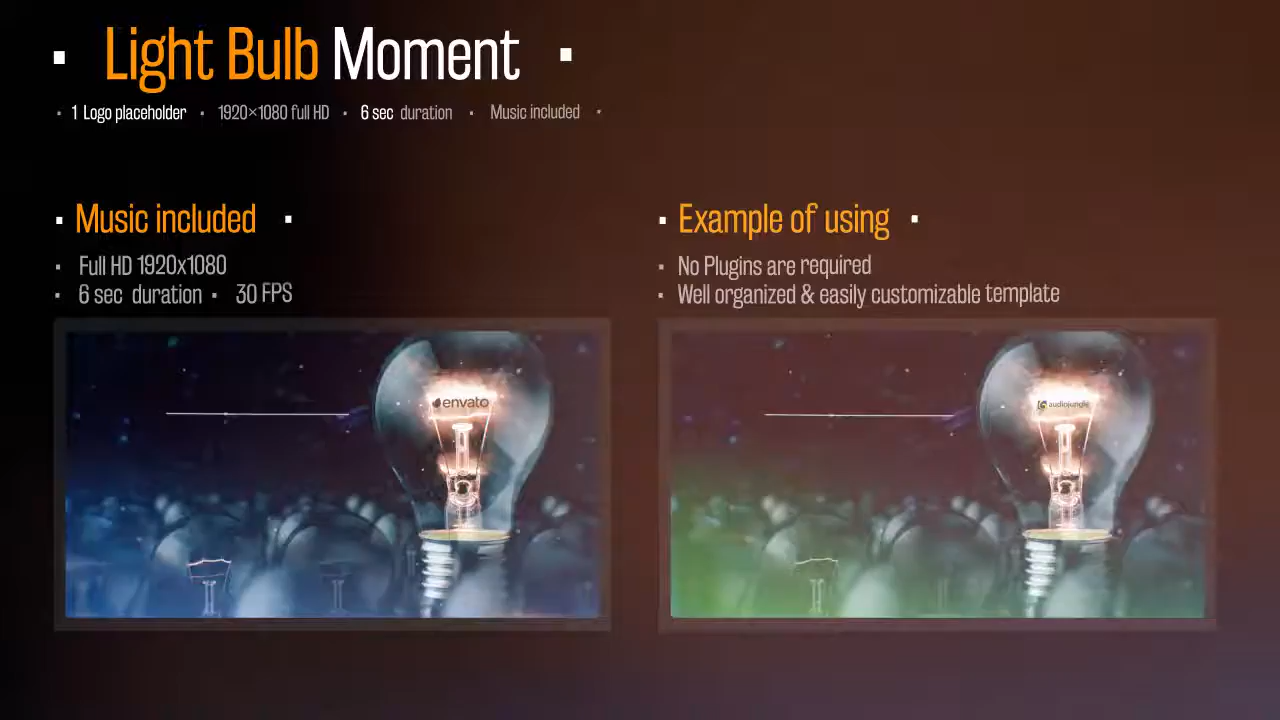 Light Bulb Moment
1 Logo placeholder · 1920×1080 full HD · 6 sec duration · Music included
Music included
Full HD 1920x1080
6 sec duration · 30 FPS
envato
Example of using
No Plugins are required
Well organized & easily customizable template
audiojungle